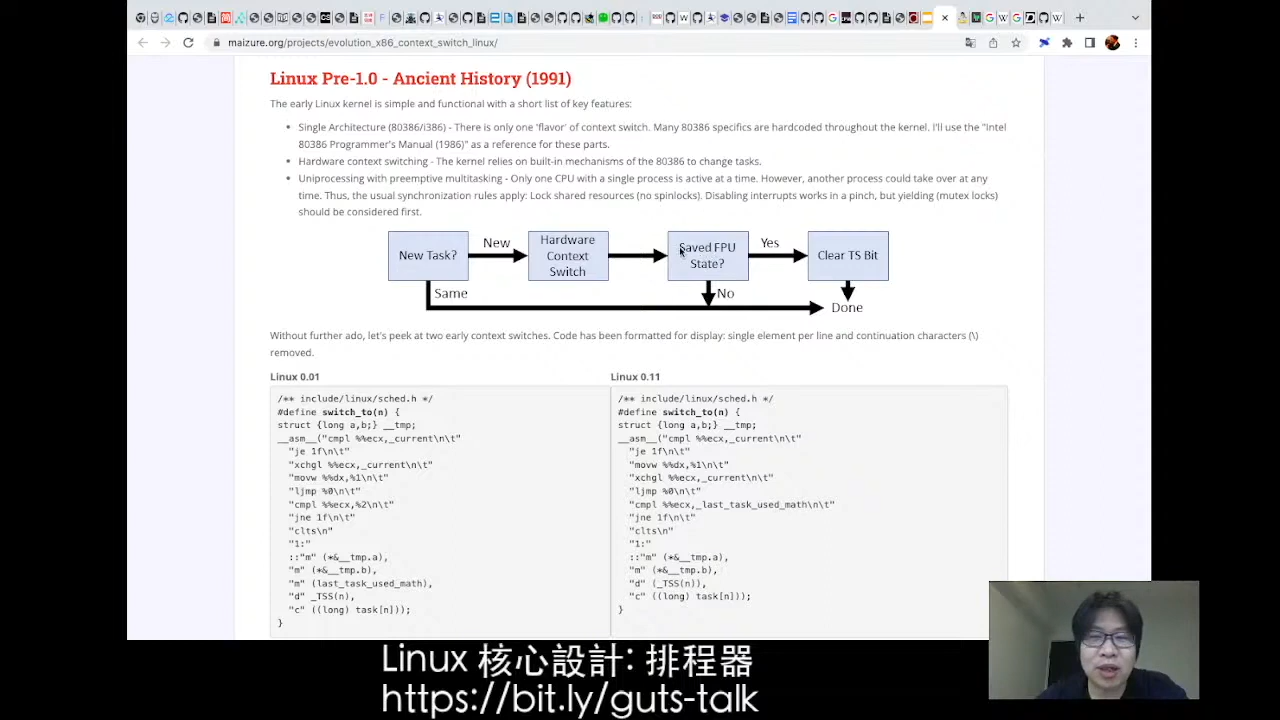 maizure.org/projects/evolution_x86_context_switch_linux/
Linux Pre-1.0 - Ancient History (1991)
The early Linux kernel is simple and functional with a short list of key features:
• Single Architecture (80386/i386) - There is only one 'flavor' of context switch. Many 80386 specifics are hardcoded throughout the kernel. I'll use the "Intel
80386 Programmer's Manual (1986)" as a reference for these parts.
• Hardware context switching - The kernel relies on built-in mechanisms of the 80386 to change tasks.
• Uniprocessing with preemptive multitasking - Only one CPU with a single process is active at a time. However, another process could take over at any
time. Thus, the usual synchronization rules apply: Lock shared resources (no spinlocks). Disabling interrupts works in a pinch, but yielding (mutex locks)
should be considered first.
New Task?
New
Hardware
Context
Switch
Saved FPU
State?
Yes
Clear TS Bit
Same
No
Done
Without further ado, let's peek at two early context switches. Code has been formatted for display: single element per line and continuation characters (\)
removed.
Linux 0.01
/** include/linux/sched.h */
#define switch_to(n) {
struct {long a,b;} __tmp;
__asm__("cmpl %%ecx,_current\n\t"
"je 1f\n\t"
"xchgl %%ecx,_current\n\t"
"movw %%dx,%1\n\t"
"ljmp %0\n\t"
"cmpl %%ecx,%2\n\t"
"jne 1f\n\t"
"clts\n"
"1:"
::"m" (*&__tmp.a),
"m" (*&__tmp.b),
"m" (last_task_used_math),
"d" _TSS(n),
"c" ((long) task[n]));
}
Linux 0.11
/** include/linux/sched.h */
#define switch_to(n) {
struct {long a,b;} __tmp;
__asm__("cmpl %%ecx,_current\n\t"
"je 1f\n\t"
"movw %%dx,%1\n\t"
"xchgl %%ecx,_current\n\t"
"ljmp %0\n\t"
"cmpl %%ecx,_last_task_used_math\n\t"
"jne 1f\n\t"
"clts\n"
"1:"
::"m" (*&__tmp.a),
"m" (*&__tmp.b),
"d" (_TSS(n)),
"c" ((long) task[n]));
}
Linux 核心設計: 排程器
https://bit.ly/guts-talk